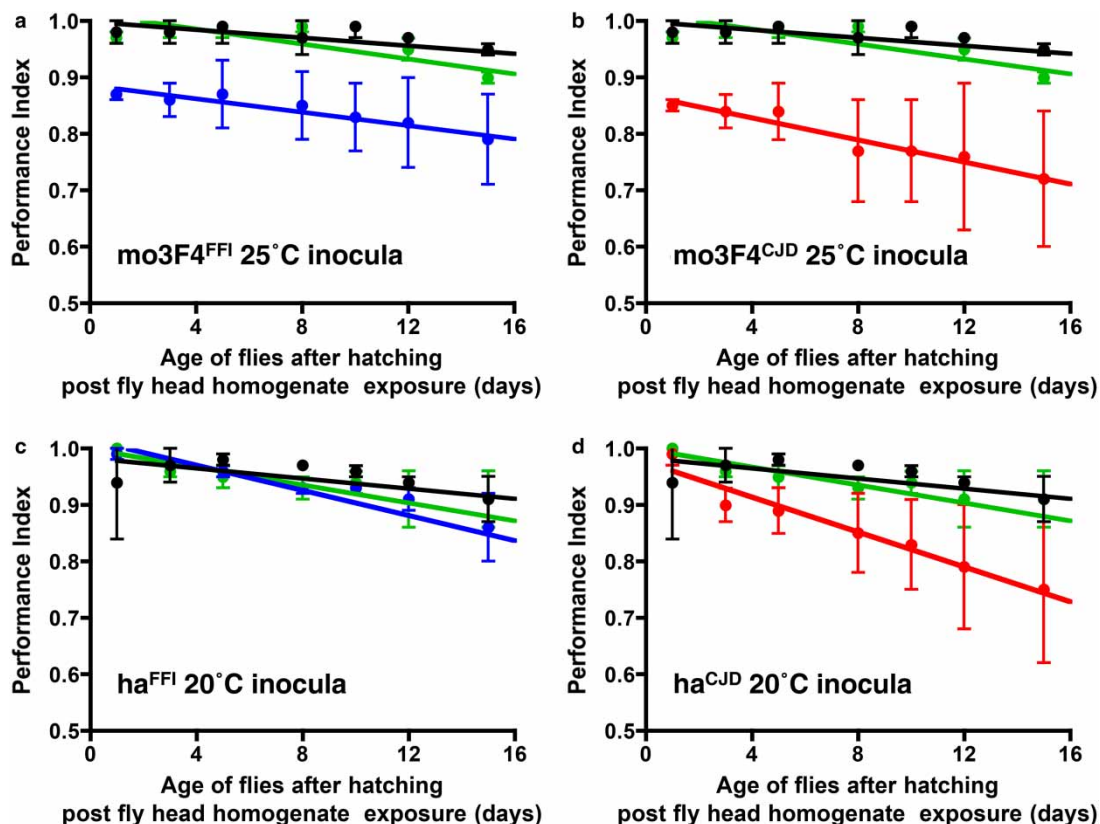 a
1.0
0.9
0.8
0.7
0.6
0.5
Performance Index
mo3F4FFI 25˚C inocula
0 4 8 12 16
Age of flies after hatching
post fly head homogenate exposure (days)
b
1.0
0.9
0.8
0.7
0.6
0.5
Performance Index
mo3F4CJD 25˚C inocula
0 4 8 12 16
Age of flies after hatching
post fly head homogenate exposure (days)
c
1.0
0.9
0.8
0.7
0.6
0.5
Performance Index
haFFI 20˚C inocula
0 4 8 12 16
Age of flies after hatching
post fly head homogenate exposure (days)
d
1.0
0.9
0.8
0.7
0.6
0.5
Performance Index
haCJD 20˚C inocula
0 4 8 12 16
Age of flies after hatching
post fly head homogenate exposure (days)